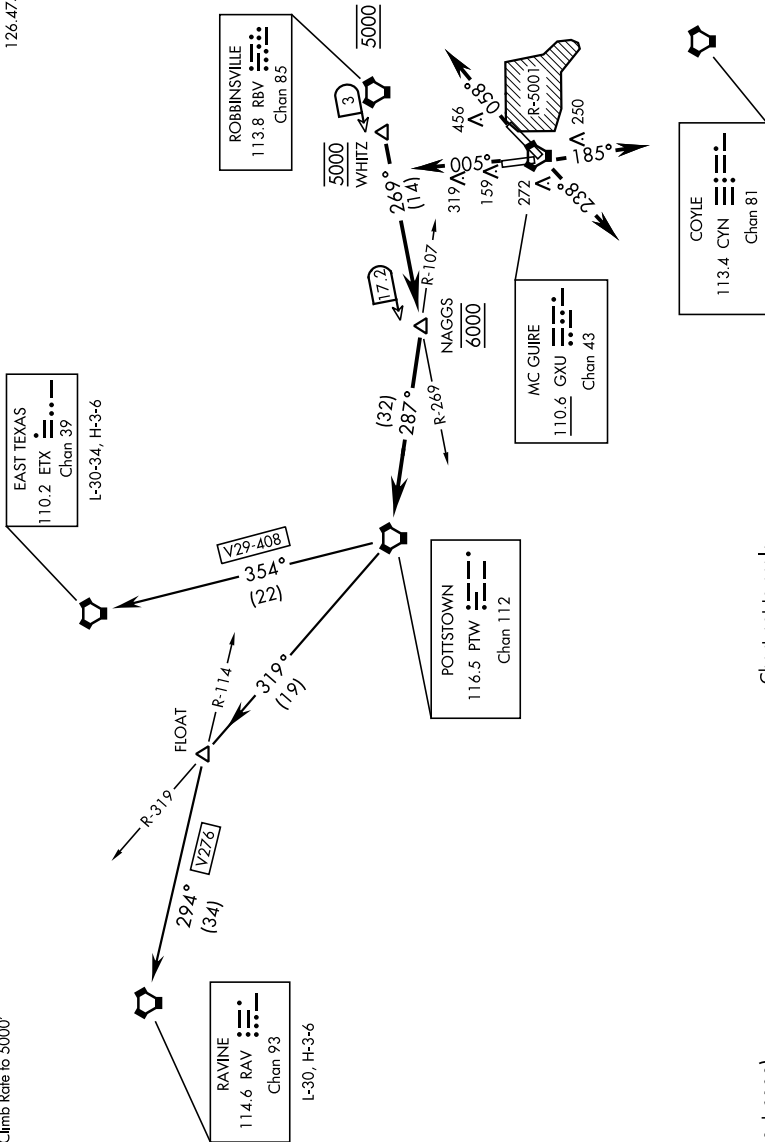 126.47
Climb Rate to 5000'
EAST TEXAS
110.2 ETX
Chan 39
L-30-34, H-3-6
ROBBINSVILLE
113.8 RBV
Chan 85
5000
3
5000
WHITZ
269°
(14)
17.2
R-107
NAGGS
6000
R-269
(32)
287°
V29-408
354°
(22)
319°
(19)
FLOAT
R-114
R-319
V276
294°
(34)
RAVINE
114.6 RAV
Chan 93
L-30, H-3-6
POTTSTOWN
116.5 PTW
Chan 112
MC GUIRE
110.6 GXU
Chan 43
058°
R-5001
456
250
005°
319
159
272
185°
238°
COYLE
113.4 CYN
Chan 81